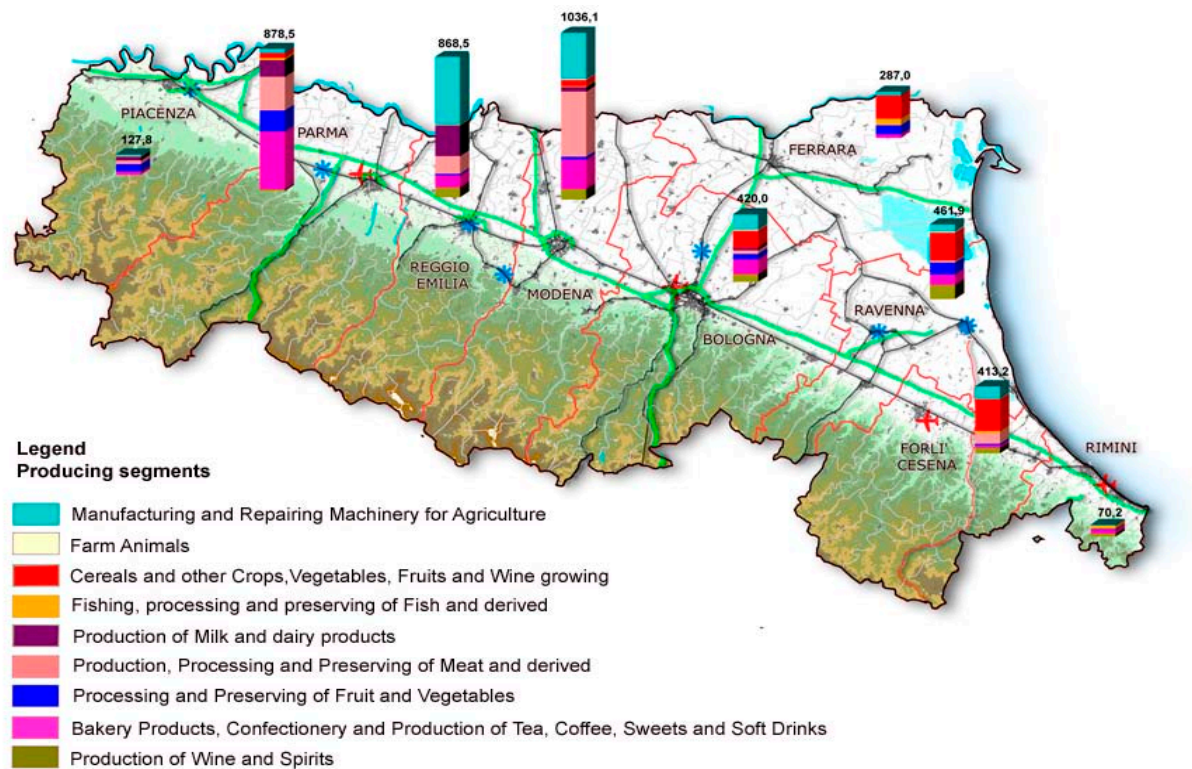 1036,1
878,5
868,5
287,0
PIACENZA
PARMA
127,8
FERRARA
420,0
461,9
REGGIO
EMILIA
MODENA
RAVENNA
BOLOGNA
413,2
FORLI'
CESENA
RIMINI
70,2
Legend
Producing segments
Manufacturing and Repairing Machinery for Agriculture
Farm Animals
Cereals and other Crops,Vegetables, Fruits and Wine growing
Fishing, processing and preserving of Fish and derived
Production of Milk and dairy products
Production, Processing and Preserving of Meat and derived
Processing and Preserving of Fruit and Vegetables
Bakery Products, Confectionery and Production of Tea, Coffee, Sweets and Soft Drinks
Production of Wine and Spirits